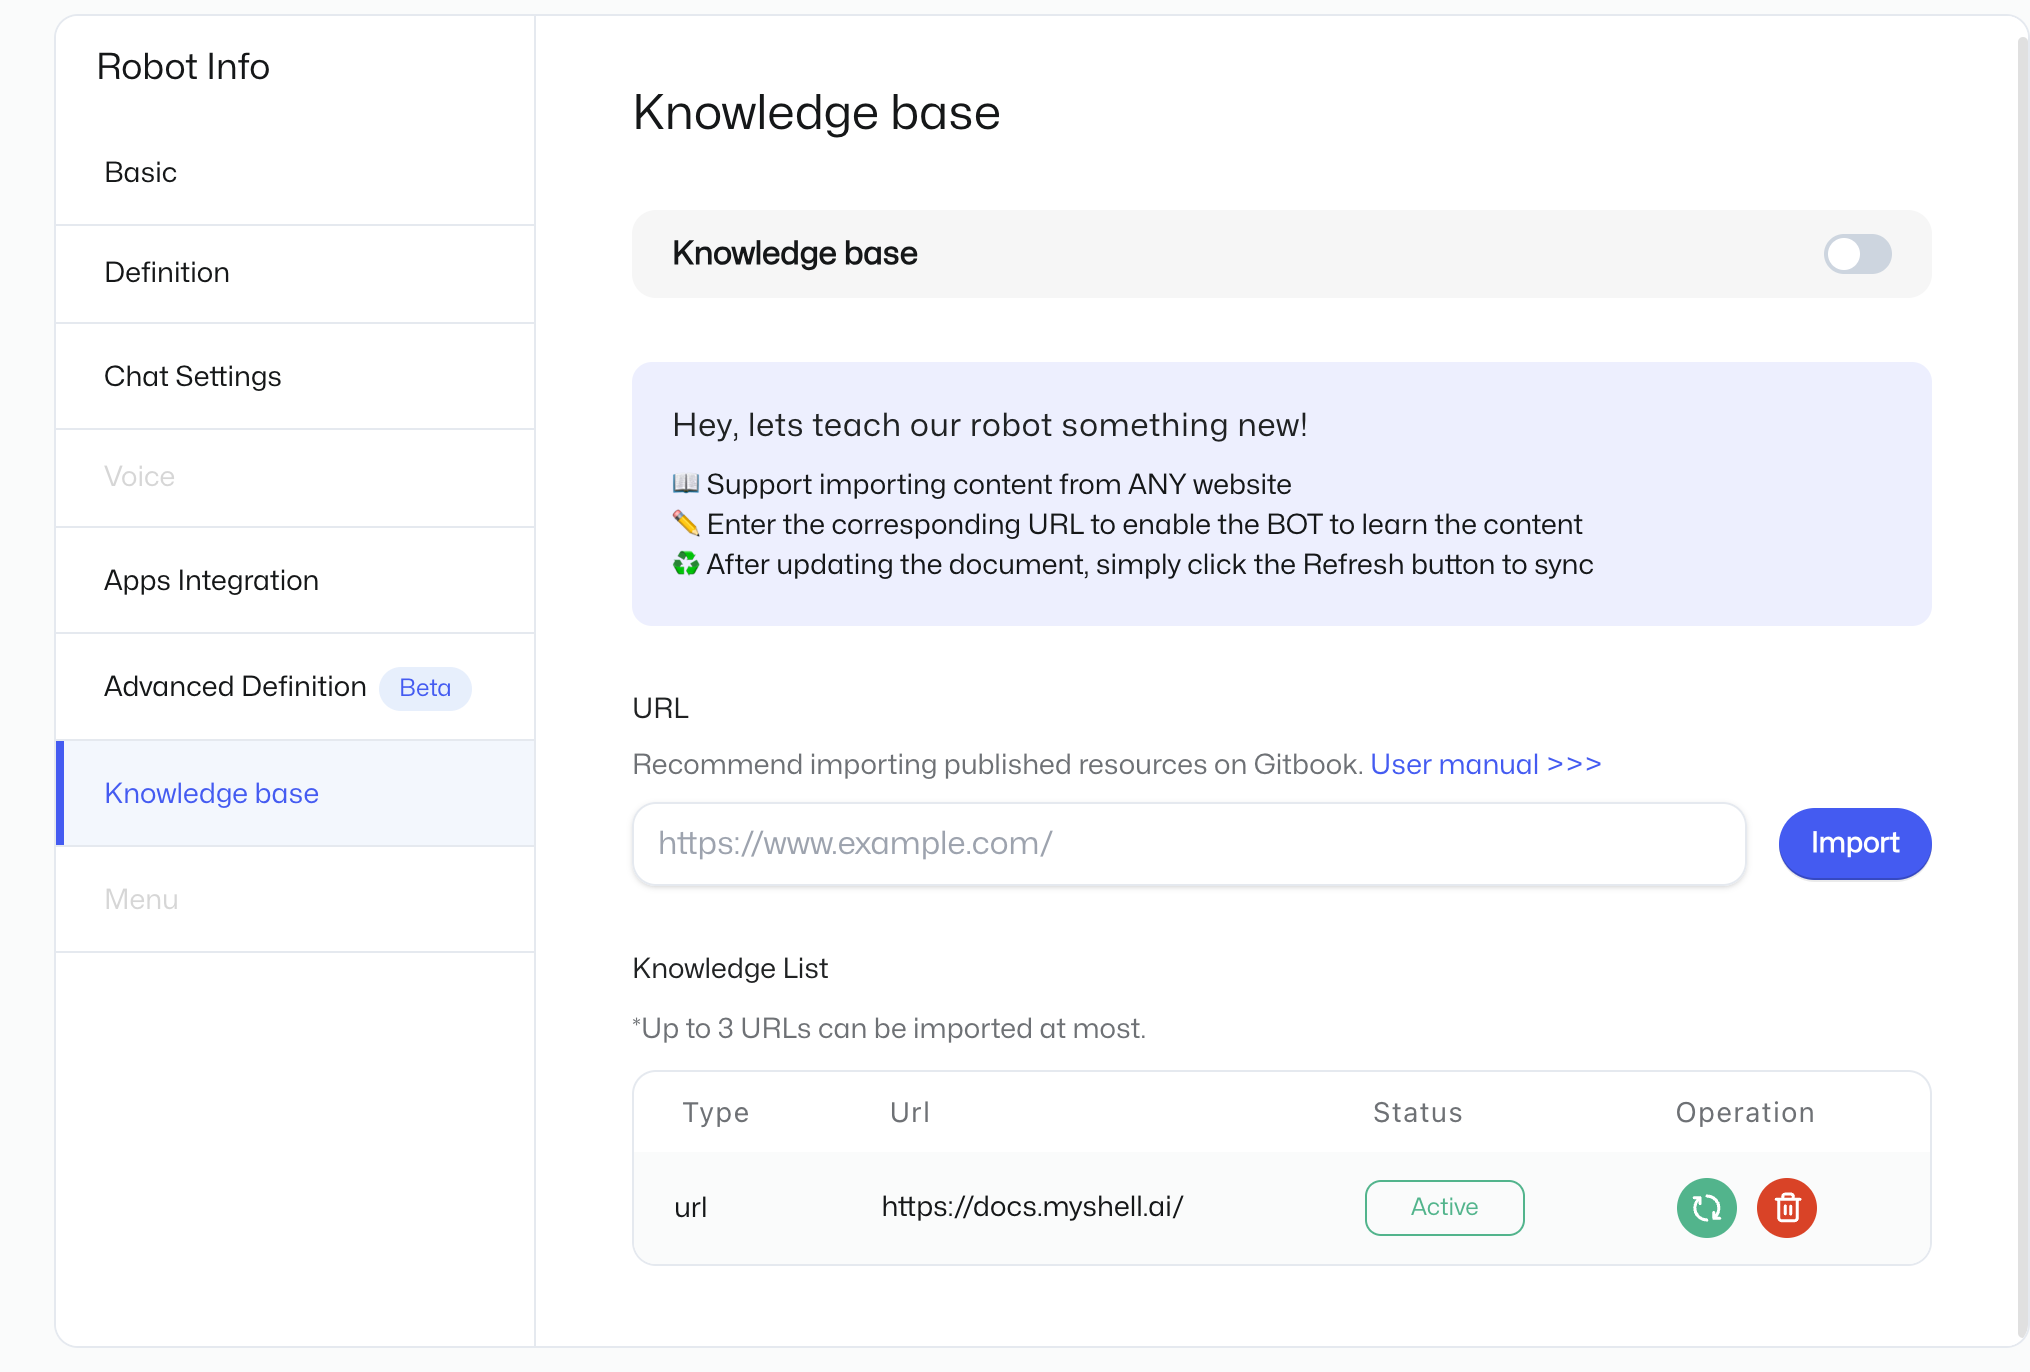 Robot Info
Basic
Definition
Chat Settings
Voice
Apps Integration
Advanced Definition Beta
Knowledge base
Menu
Knowledge base
Knowledge base
Hey, lets teach our robot something new!
📖 Support importing content from ANY website
✏️ Enter the corresponding URL to enable the BOT to learn the content
♻️ After updating the document, simply click the Refresh button to sync
URL
Recommend importing published resources on Gitbook. User manual >>>
https://www.example.com/
Import
Knowledge List
*Up to 3 URLs can be imported at most.
Type Url Status Operation
url https://docs.myshell.ai/ Active